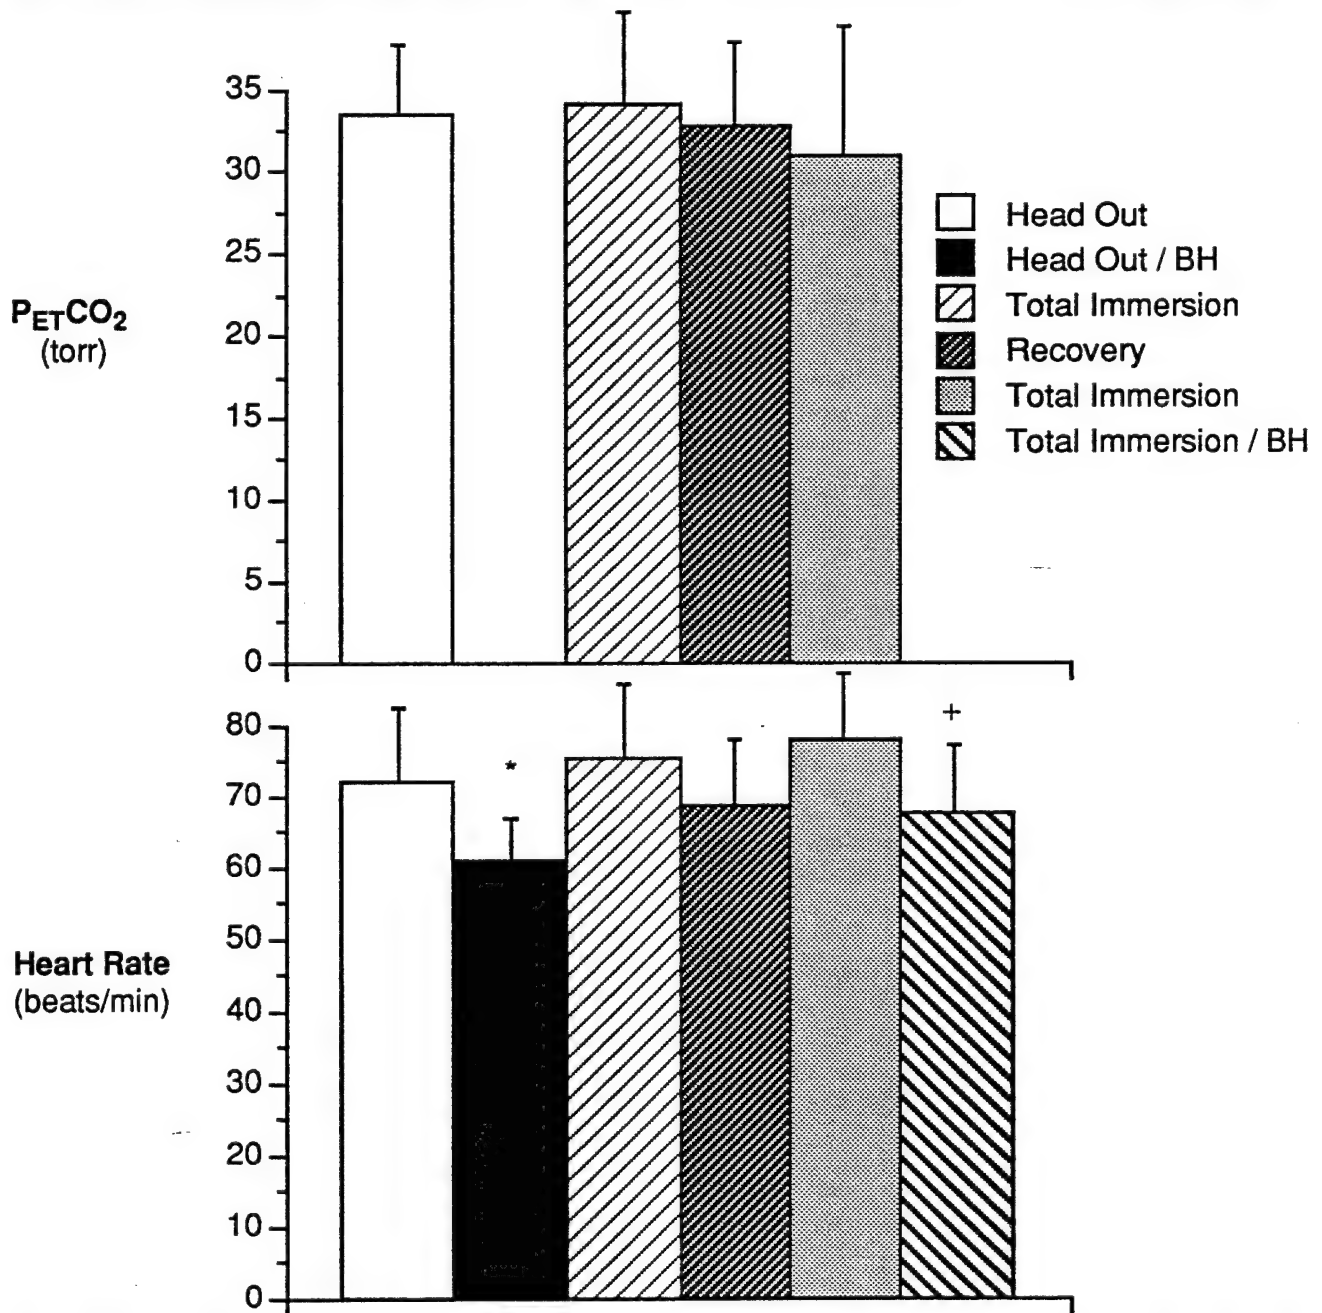 35
30
25
20
15
10
5
0
P_ETCO_2
(torr)
Head Out
Head Out / BH
Total Immersion
Recovery
Total Immersion
Total Immersion / BH
80
70
60
50
40
30
20
10
0
*
+
Heart Rate
(beats/min)